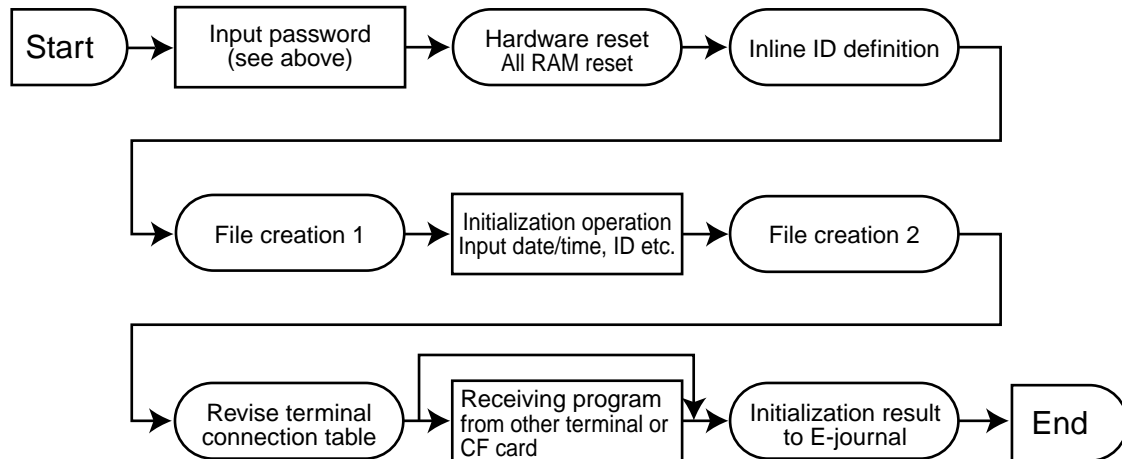 Start
Input password
(see above)
Hardware reset
All RAM reset
Inline ID definition
File creation 1
Initialization operation
Input date/time, ID etc.
File creation 2
Revise terminal
connection table
Receiving program
from other terminal or
CF card
Initialization result
to E-journal
End